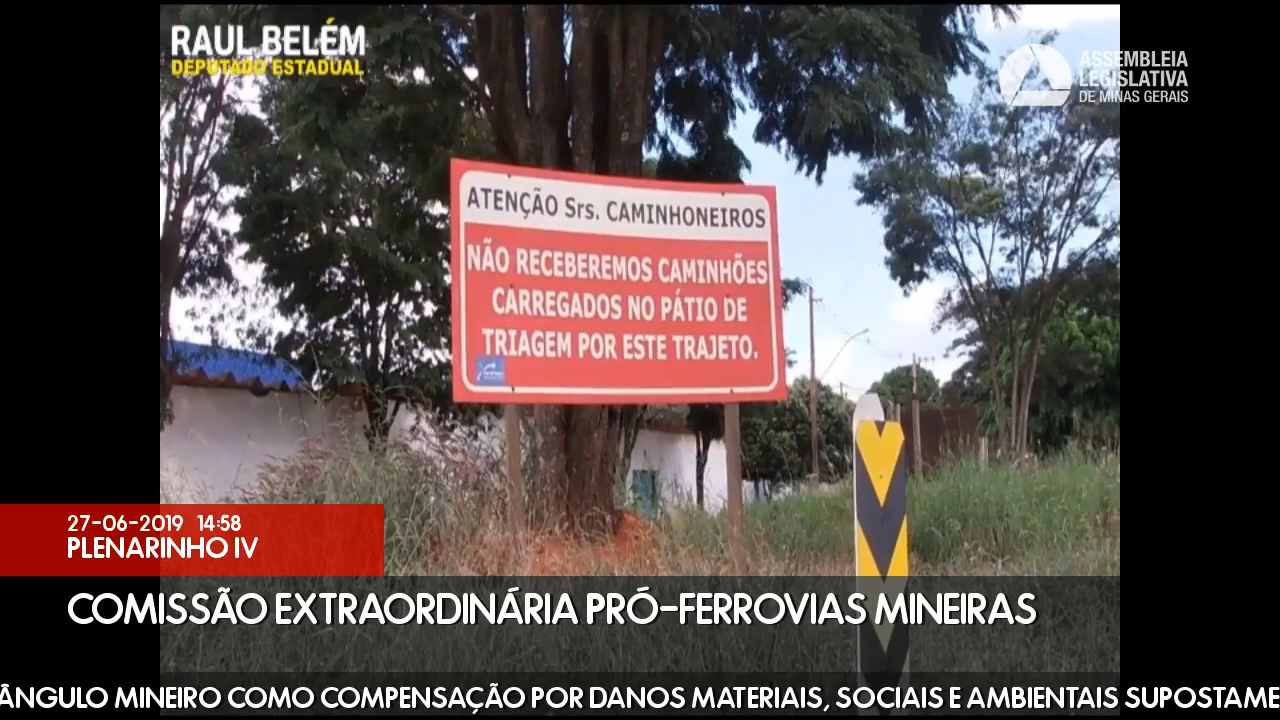 RAUL BELÉM
DEPUTADO ESTADUAL
ASSEMBLEIA
LEGISLATIVA
DE MINAS GERAIS
ATENÇÃO Srs. CAMINHONEIROS
NÃO RECEBEREMOS CAMINHÕES
CARREGADOS NO PÁTIO DE
TRIAGEM POR ESTE TRAJETO.
27-06-2019 14:58
PLENARINHO IV
COMISSÃO EXTRAORDINÁRIA PRÓ-FERROVIAS MINEIRAS
ÂNGULO MINEIRO COMO COMPENSAÇÃO POR DANOS MATERIAIS, SOCIAIS E AMBIENTAIS SUPOSTAME